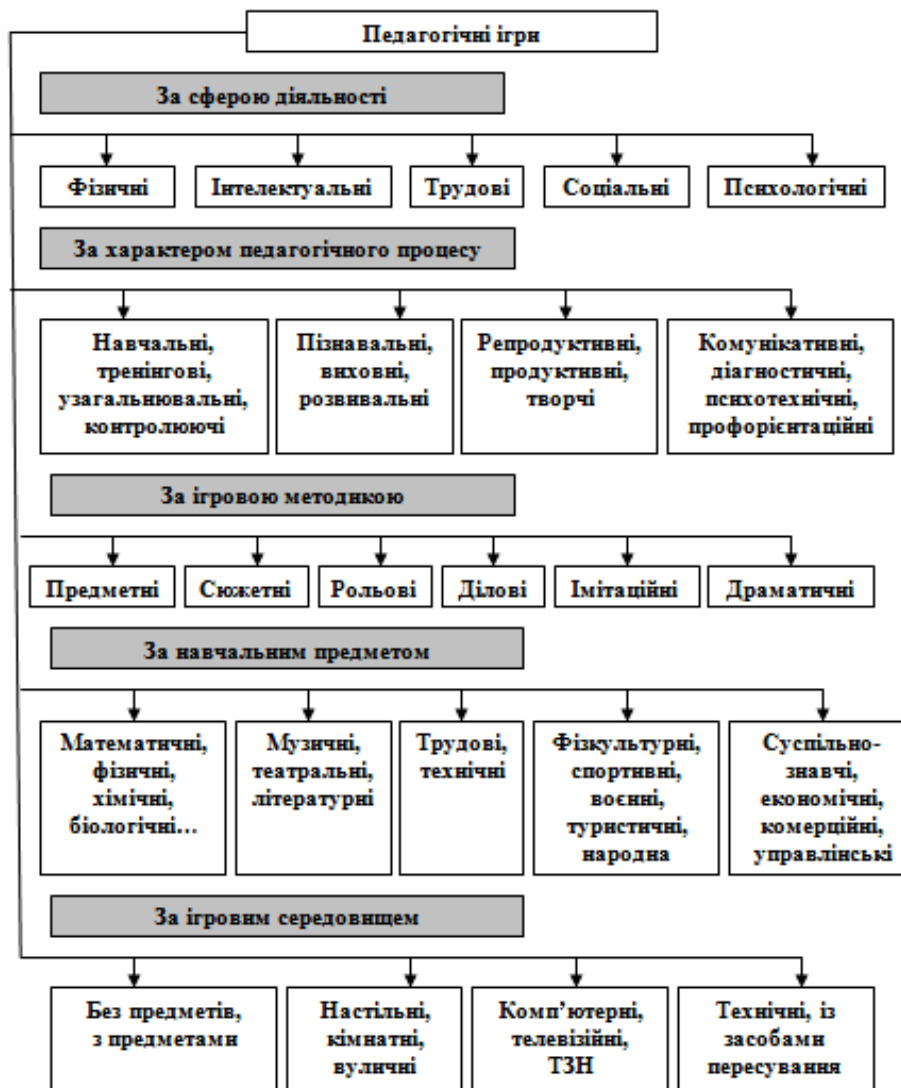 Педагогічні ігри
За сферою діяльності
Фізичні
Інтелектуальні
Трудові
Соціальні
Психологічні
За характером педагогічного процесу
Навчальні,
тренінгові,
узагальнювальні,
контролюючі
Пізнавальні,
виховні,
розвивальні
Репродуктивні,
продуктивні,
творчі
Комунікативні,
діагностичні,
психотехнічні,
профорієнтаційні
За ігровою методикою
Предметні
Сюжетні
Рольові
Ділові
Імітаційні
Драматичні
За навчальним предметом
Математичні,
фізичні,
хімічні,
біологічні...
Музичні,
театральні,
літературні
Трудові,
технічні
Фізкультурні,
спортивні,
воєнні,
туристичні,
народна
Суспільно-
знавчі,
економічні,
комерційні,
управлінські
За ігровим середовищем
Без предметів,
з предметами
Настільні,
кімнатні,
вуличні
Комп’ютерні,
телевізійні,
ТЗН
Технічні, із
засобами
пересування